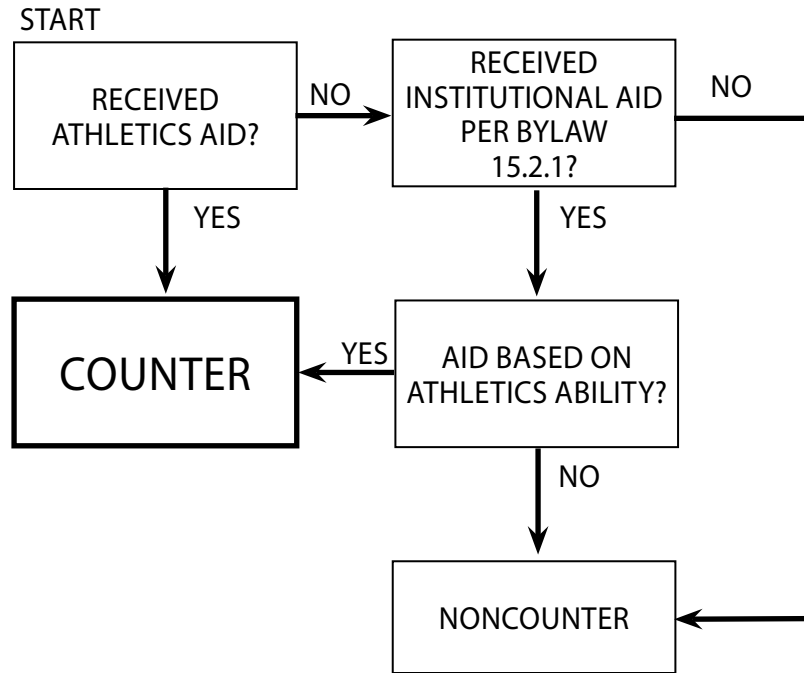 START
RECEIVED
ATHLETICS AID?
NO
RECEIVED
INSTITUTIONAL AID
PER BYLAW
15.2.1?
NO
YES
YES
COUNTER
YES
AID BASED ON
ATHLETICS ABILITY?
NO
NONCOUNTER